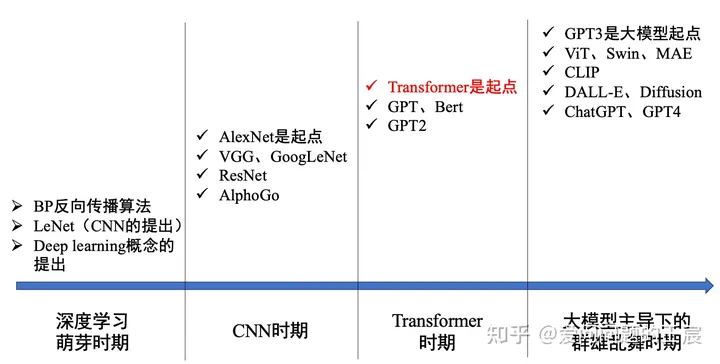 BP反向传播算法
LeNet（CNN的提出）
Deep learning概念的
提出
AlexNet是起点
VGG、GoogLeNet
ResNet
AlphoGo
Transformer是起点
GPT、Bert
GPT2
GPT3是大模型起点
ViT、Swin、MAE
CLIP
DALL-E、Diffusion
ChatGPT、GPT4
深度学习
萌芽时期
CNN时期
Transformer
时期
大模型主导下的
群雄乱舞时期
知乎